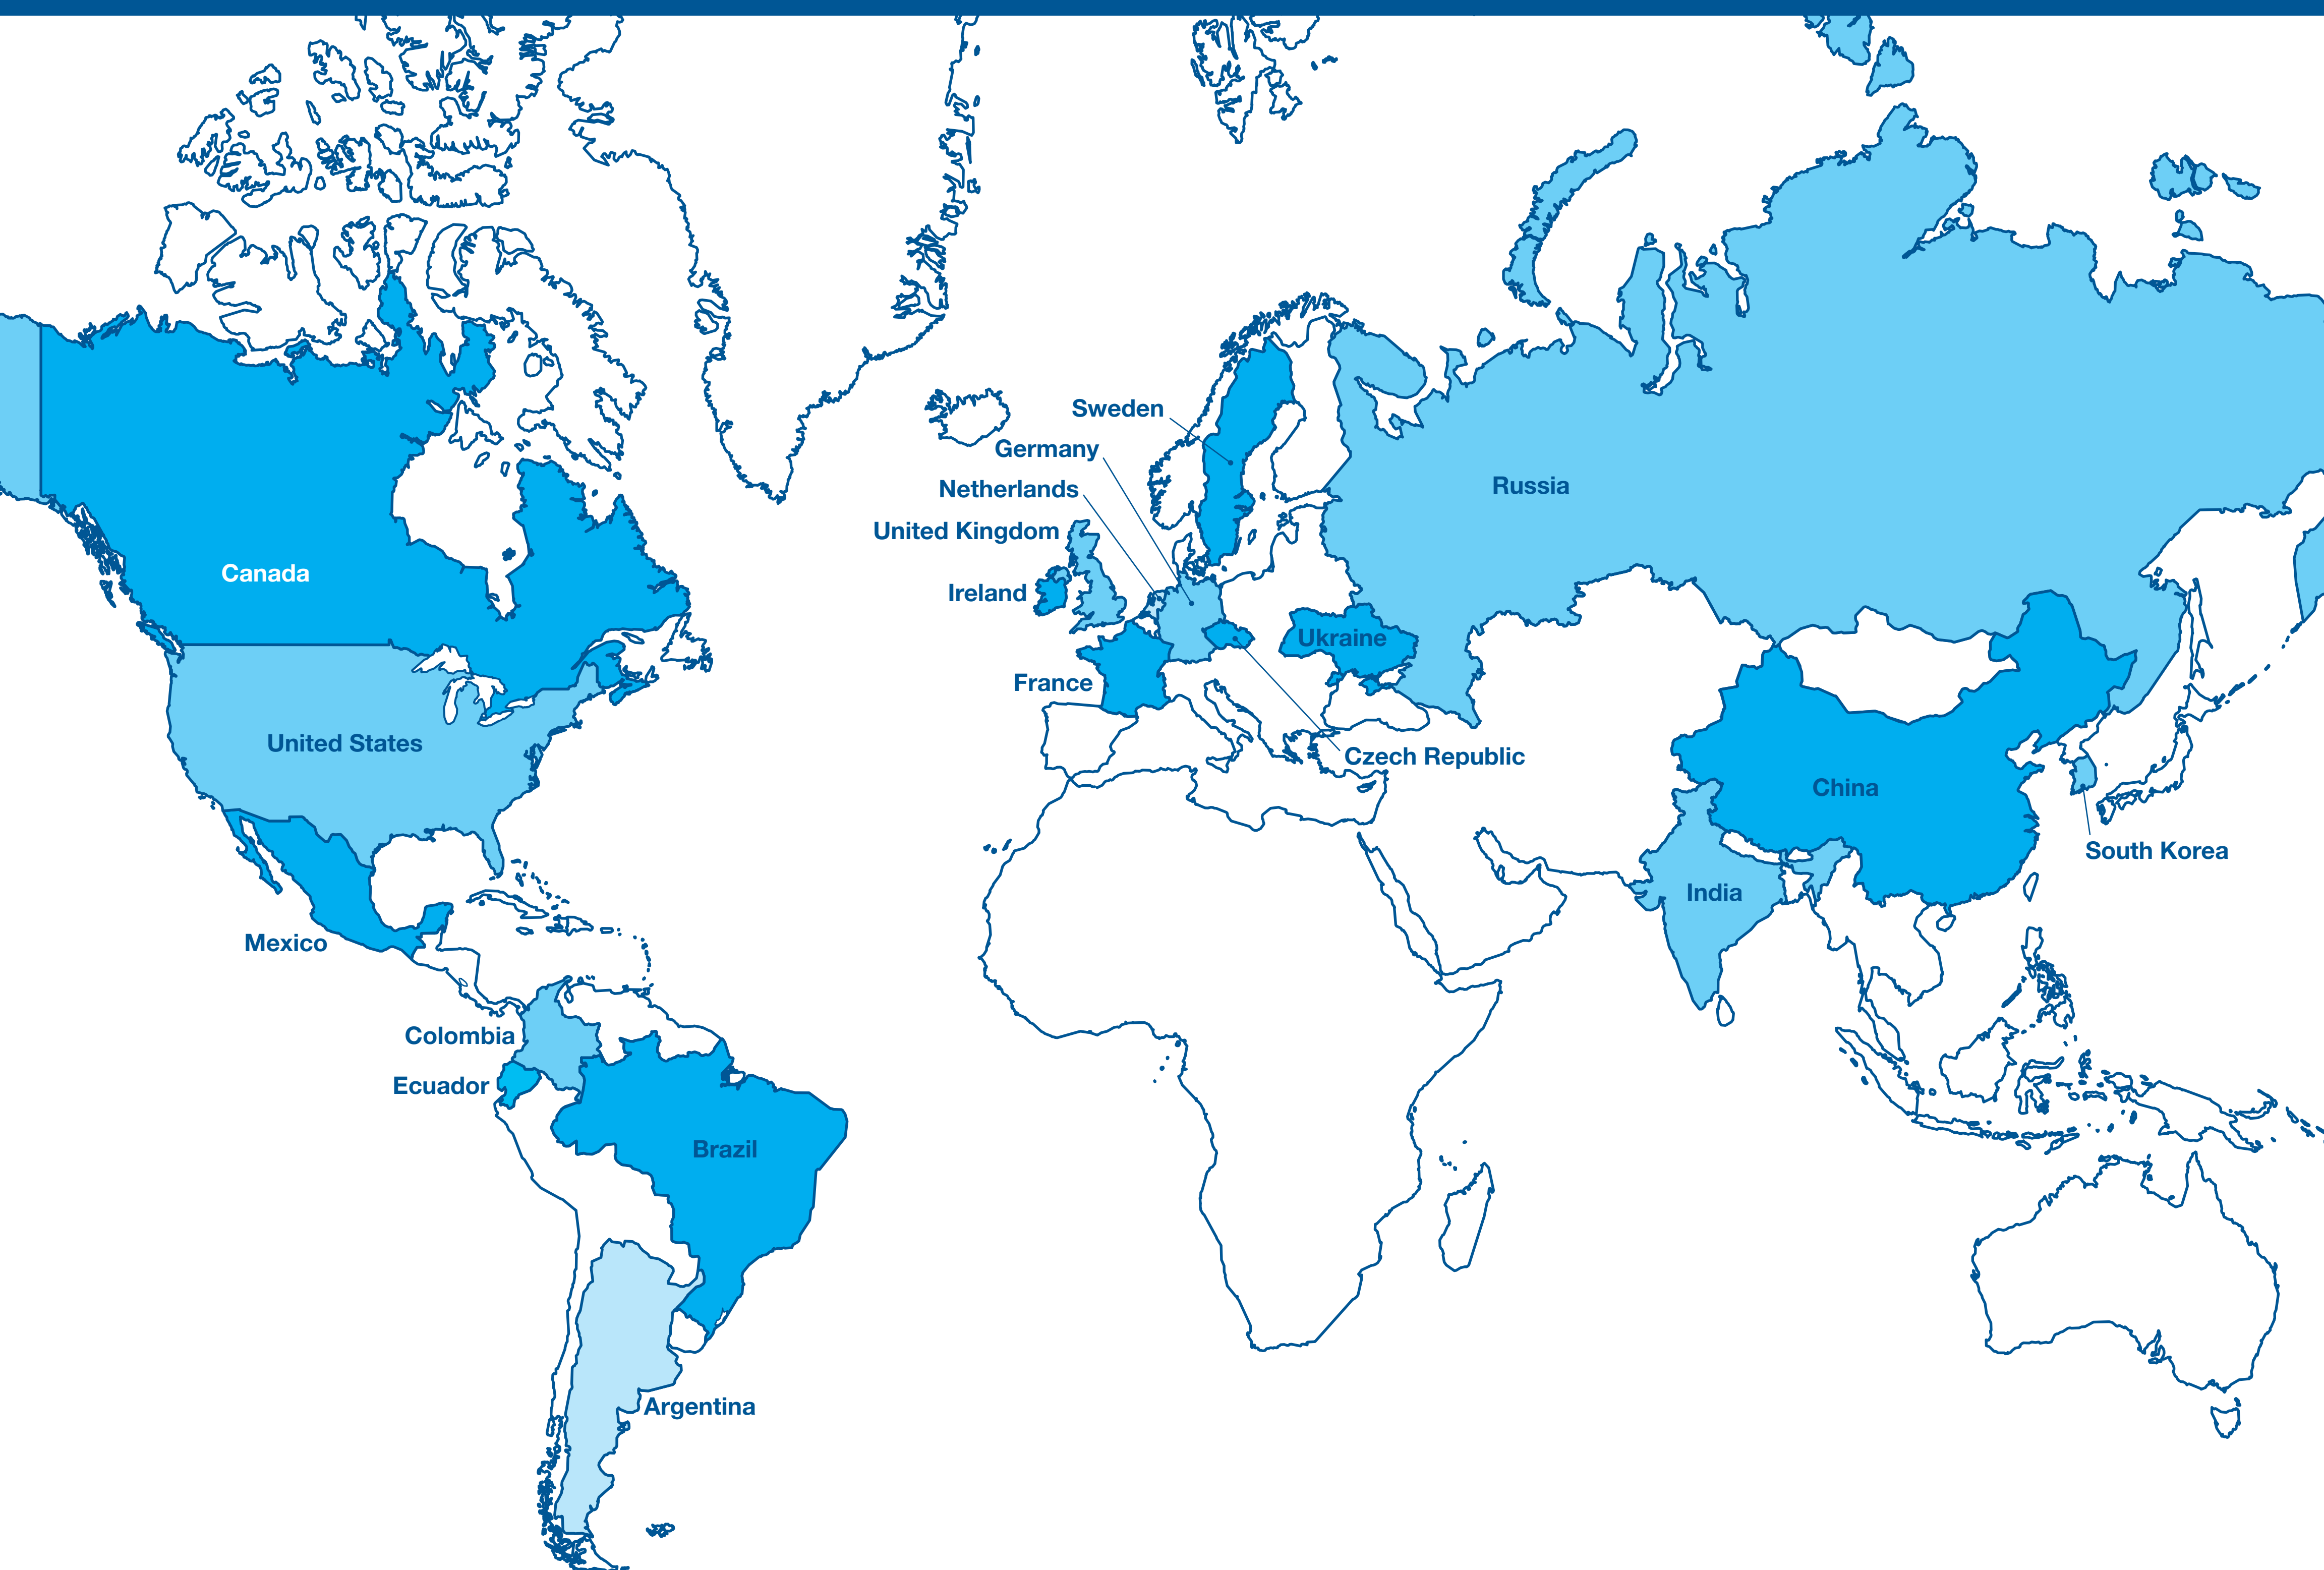 Sweden
Germany
Netherlands
Russia
United Kingdom
Canada
Ireland
Ukraine
France
United States
Czech Republic
China
South Korea
India
Mexico
Colombia
Ecuador
Brazil
Argentina